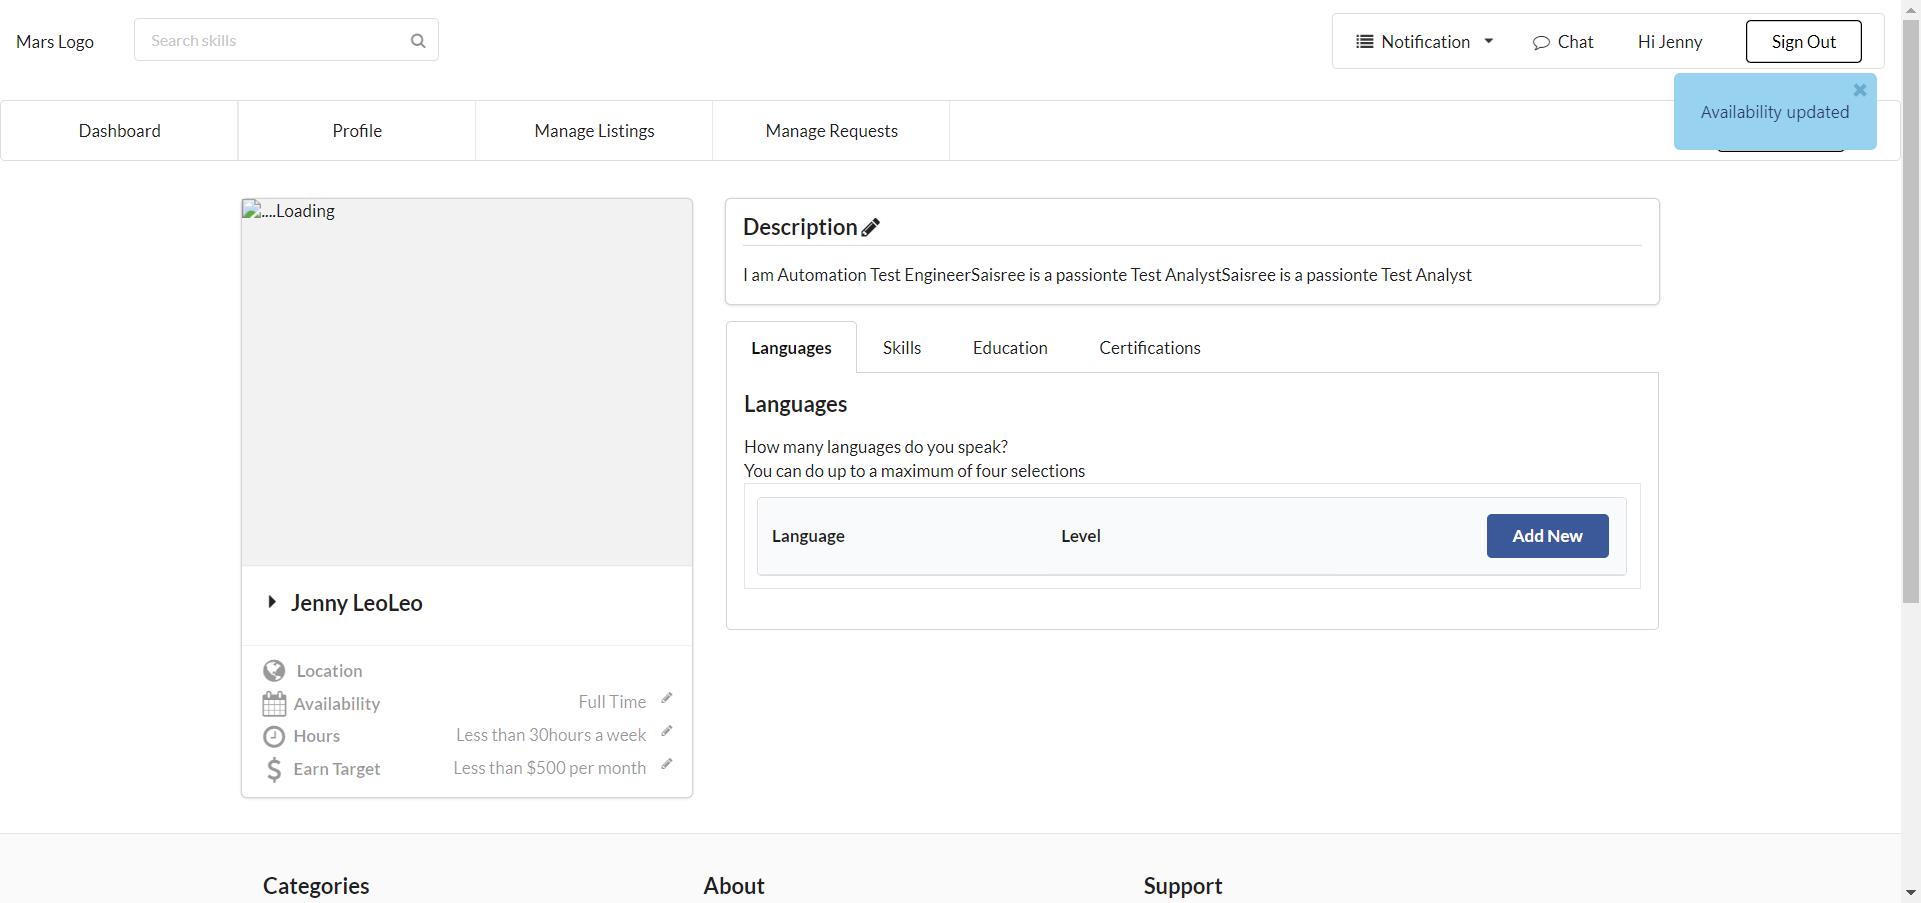 Mars Logo
Search skills
Notification
Chat
Hi Jenny
Sign Out
Availability updated
Dashboard
Profile
Manage Listings
Manage Requests
....Loading
Description
I am Automation Test EngineerSaisree is a passionte Test AnalystSaisree is a passionte Test Analyst
Languages
Skills
Education
Certifications
Languages
How many languages do you speak?
You can do up to a maximum of four selections
Language
Level
Add New
Jenny LeoLeo
Location
Availability
Full Time
Hours
Less than 30hours a week
Earn Target
Less than $500 per month
Categories
About
Support